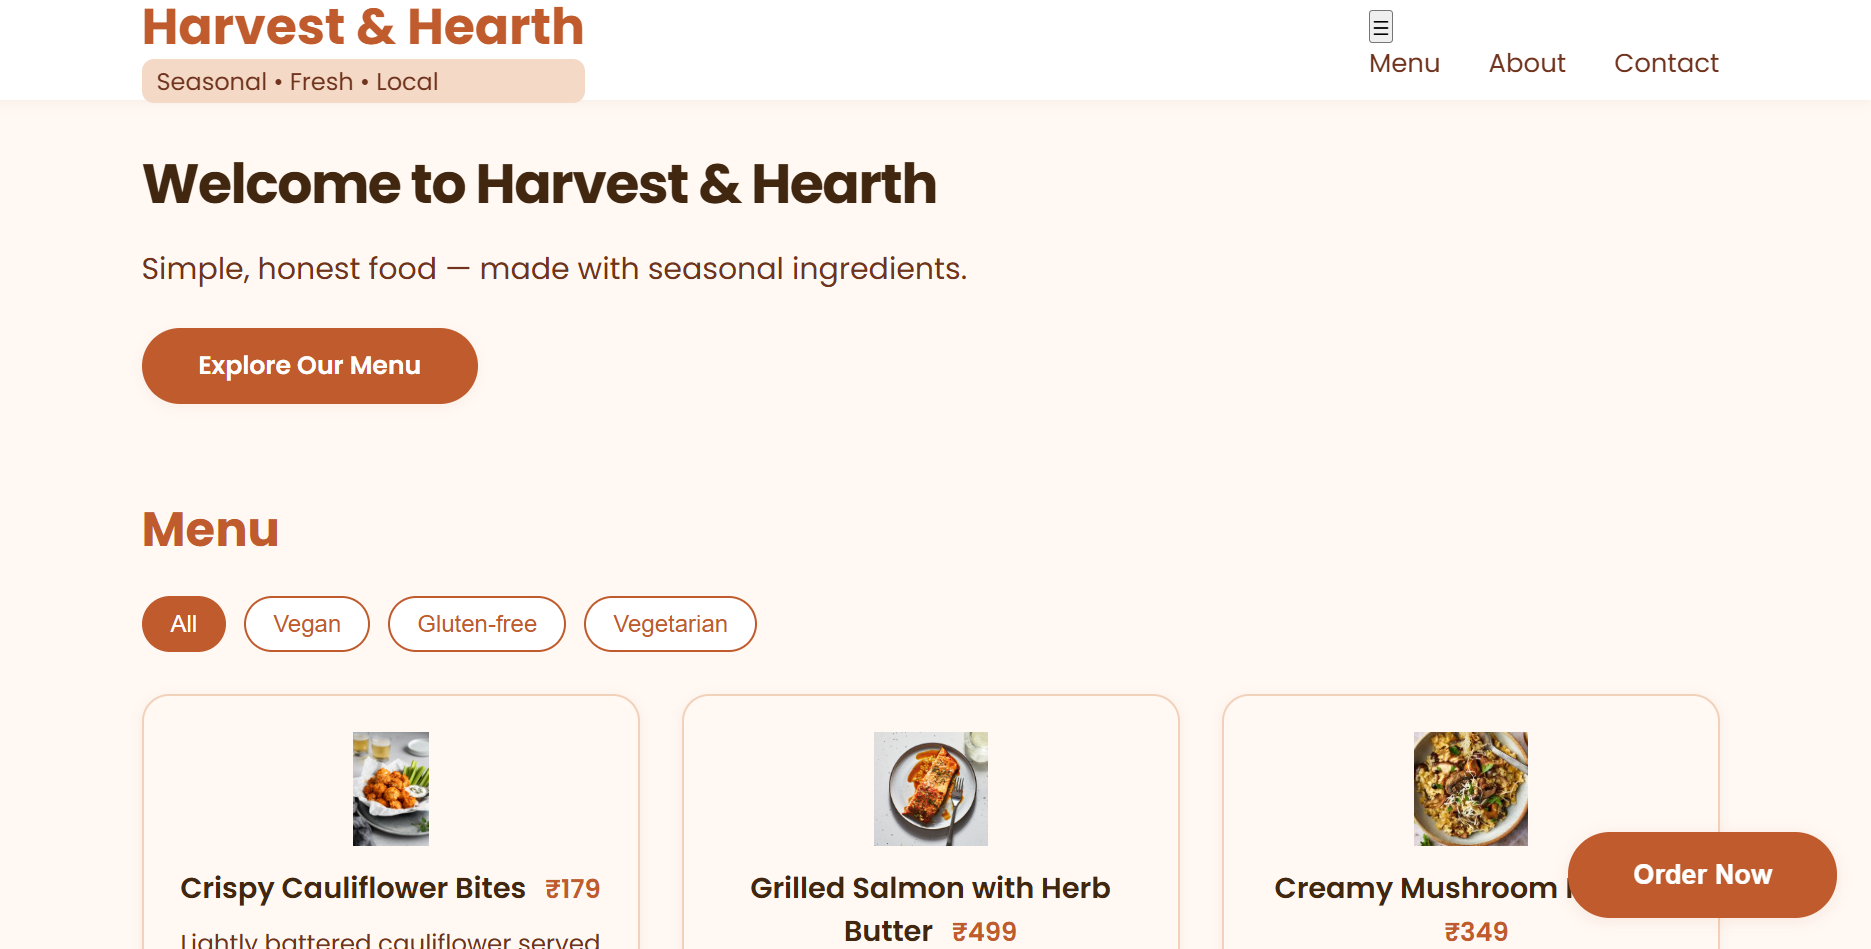 Harvest & Hearth
Seasonal • Fresh • Local
☰
Menu About Contact
Welcome to Harvest & Hearth
Simple, honest food — made with seasonal ingredients.
Explore Our Menu
Menu
All Vegan Gluten-free Vegetarian
Crispy Cauliflower Bites ₹179
Lightly battered cauliflower served
Grilled Salmon with Herb
Butter ₹499
Creamy Mushroom
₹349
Order Now